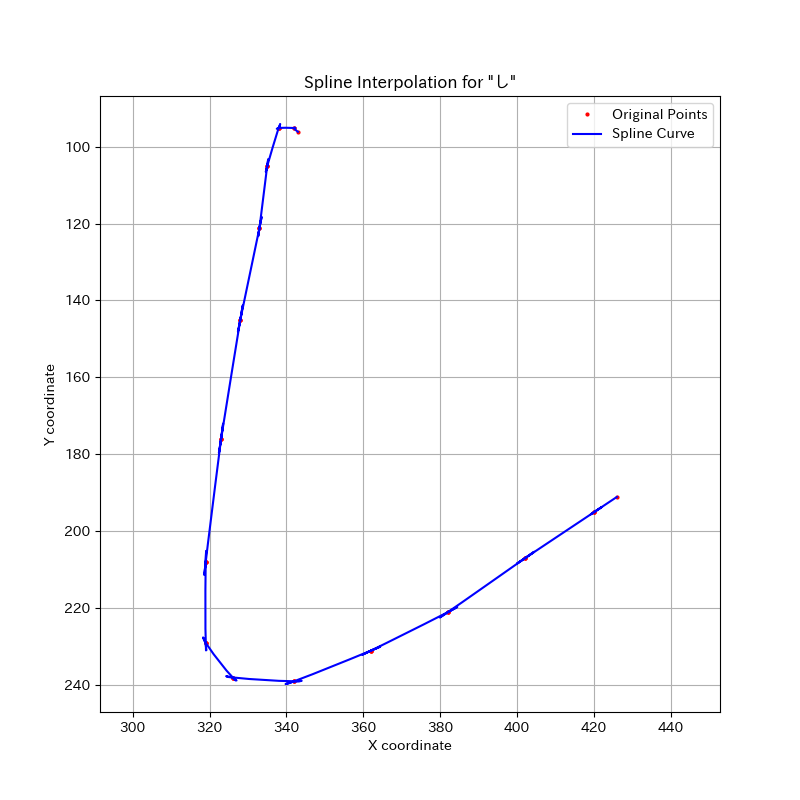 Spline Interpolation for "し"
Original Points
Spline Curve
100
120
140
160
180
200
220
240
Y coordinate
300 320 340 360 380 400 420 440
X coordinate